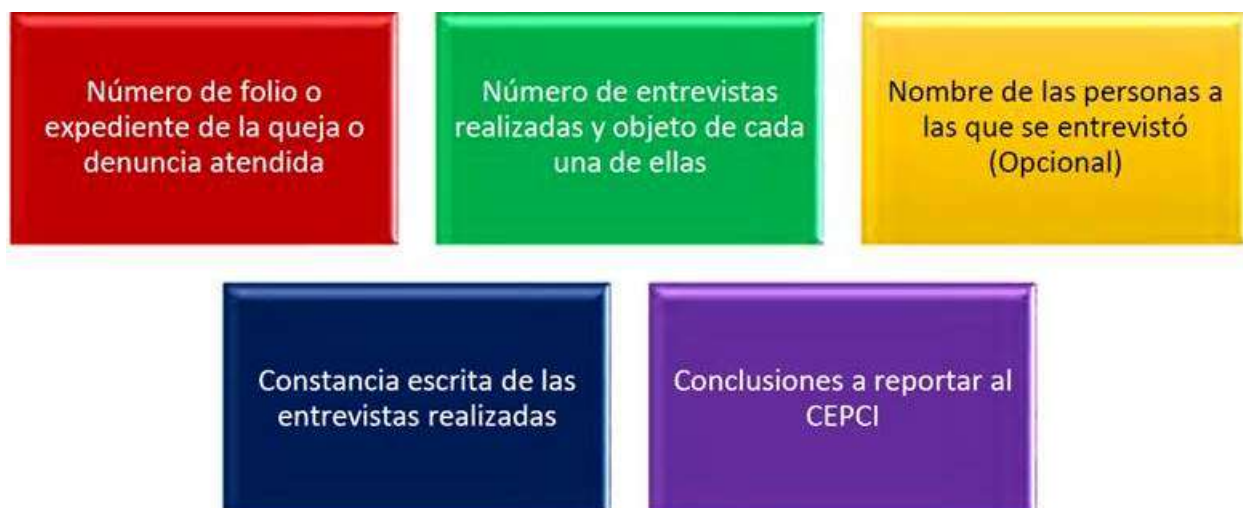 Número de folio o
expediente de la queja o
denuncia atendida
Número de entrevistas
realizadas y objeto de cada
una de ellas
Nombre de las personas a
las que se entrevistó
(Opcional)
Constancia escrita de las
entrevistas realizadas
Conclusiones a reportar al
CEPCI